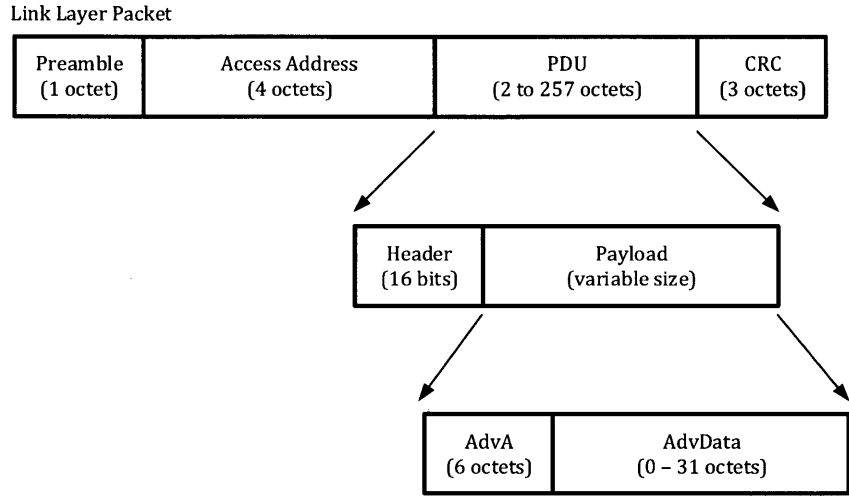 Link Layer Packet
Preamble
(1 octet)
Access Address
(4 octets)
PDU
(2 to 257 octets)
CRC
(3 octets)
Header
(16 bits)
Payload
(variable size)
AdvA
(6 octets)
AdvData
(0 – 31 octets)